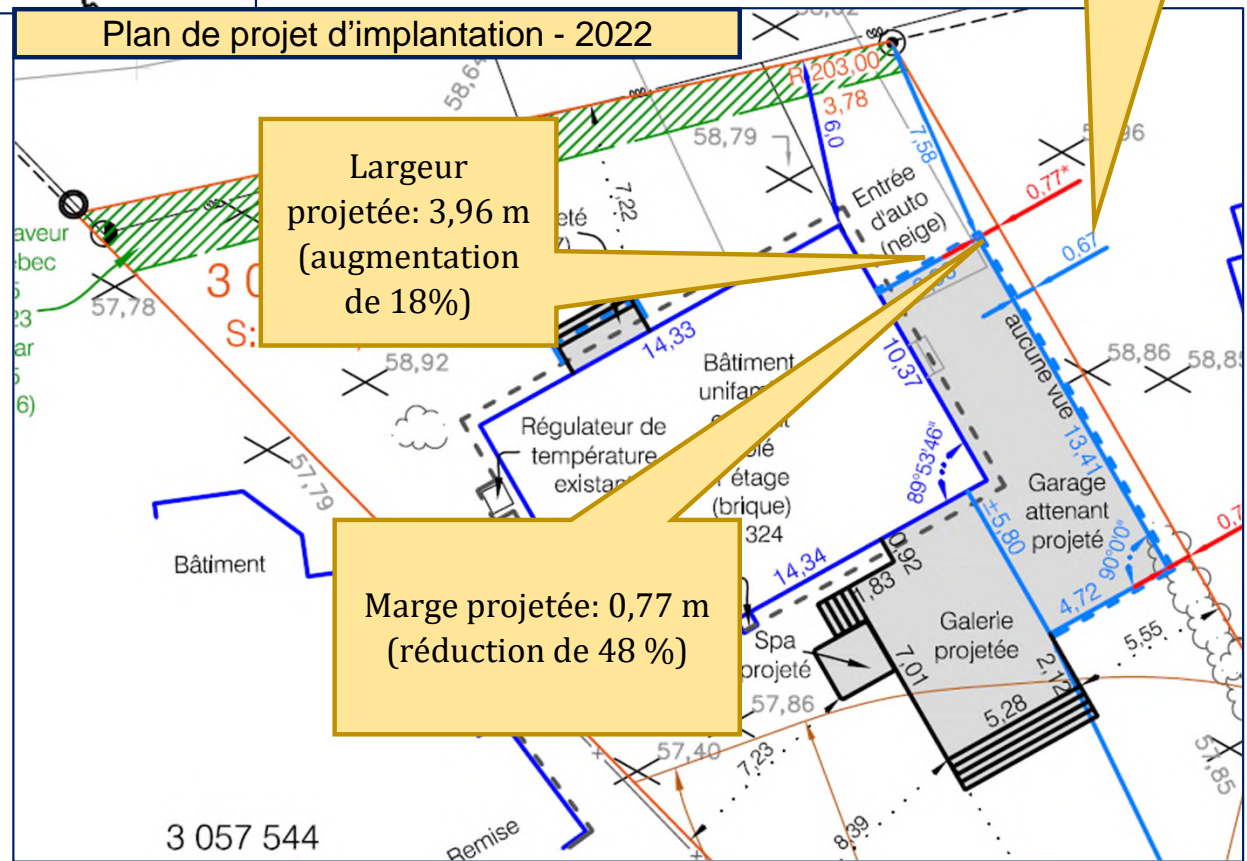 Plan de projet d'implantation - 2022
58,64
58,79
R 203,00
3,78
6,0
7,58
7,22
Largeur
projetée: 3,96 m
(augmentation
de 18%)
Entrée
d'auto
(neige)
0,77*
0,67
57,78
58,92
14,33
10,37
aucune vue
13,41
58,86
Bâtiment
Régulateur de
température
57,79
étage
(brique)
324
89°53'46"
Garage
attenant
projeté
±5,80
90°0'0"
4,72
5,55
Bâtiment
14,34
0,92
1,83
Marge projetée: 0,77 m
(réduction de 48 %)
Spa
projeté
Galerie
projetée
7,01
2,12
5,28
57,86
57,40
7,23
57,85
8,39
3 057 544
Remise